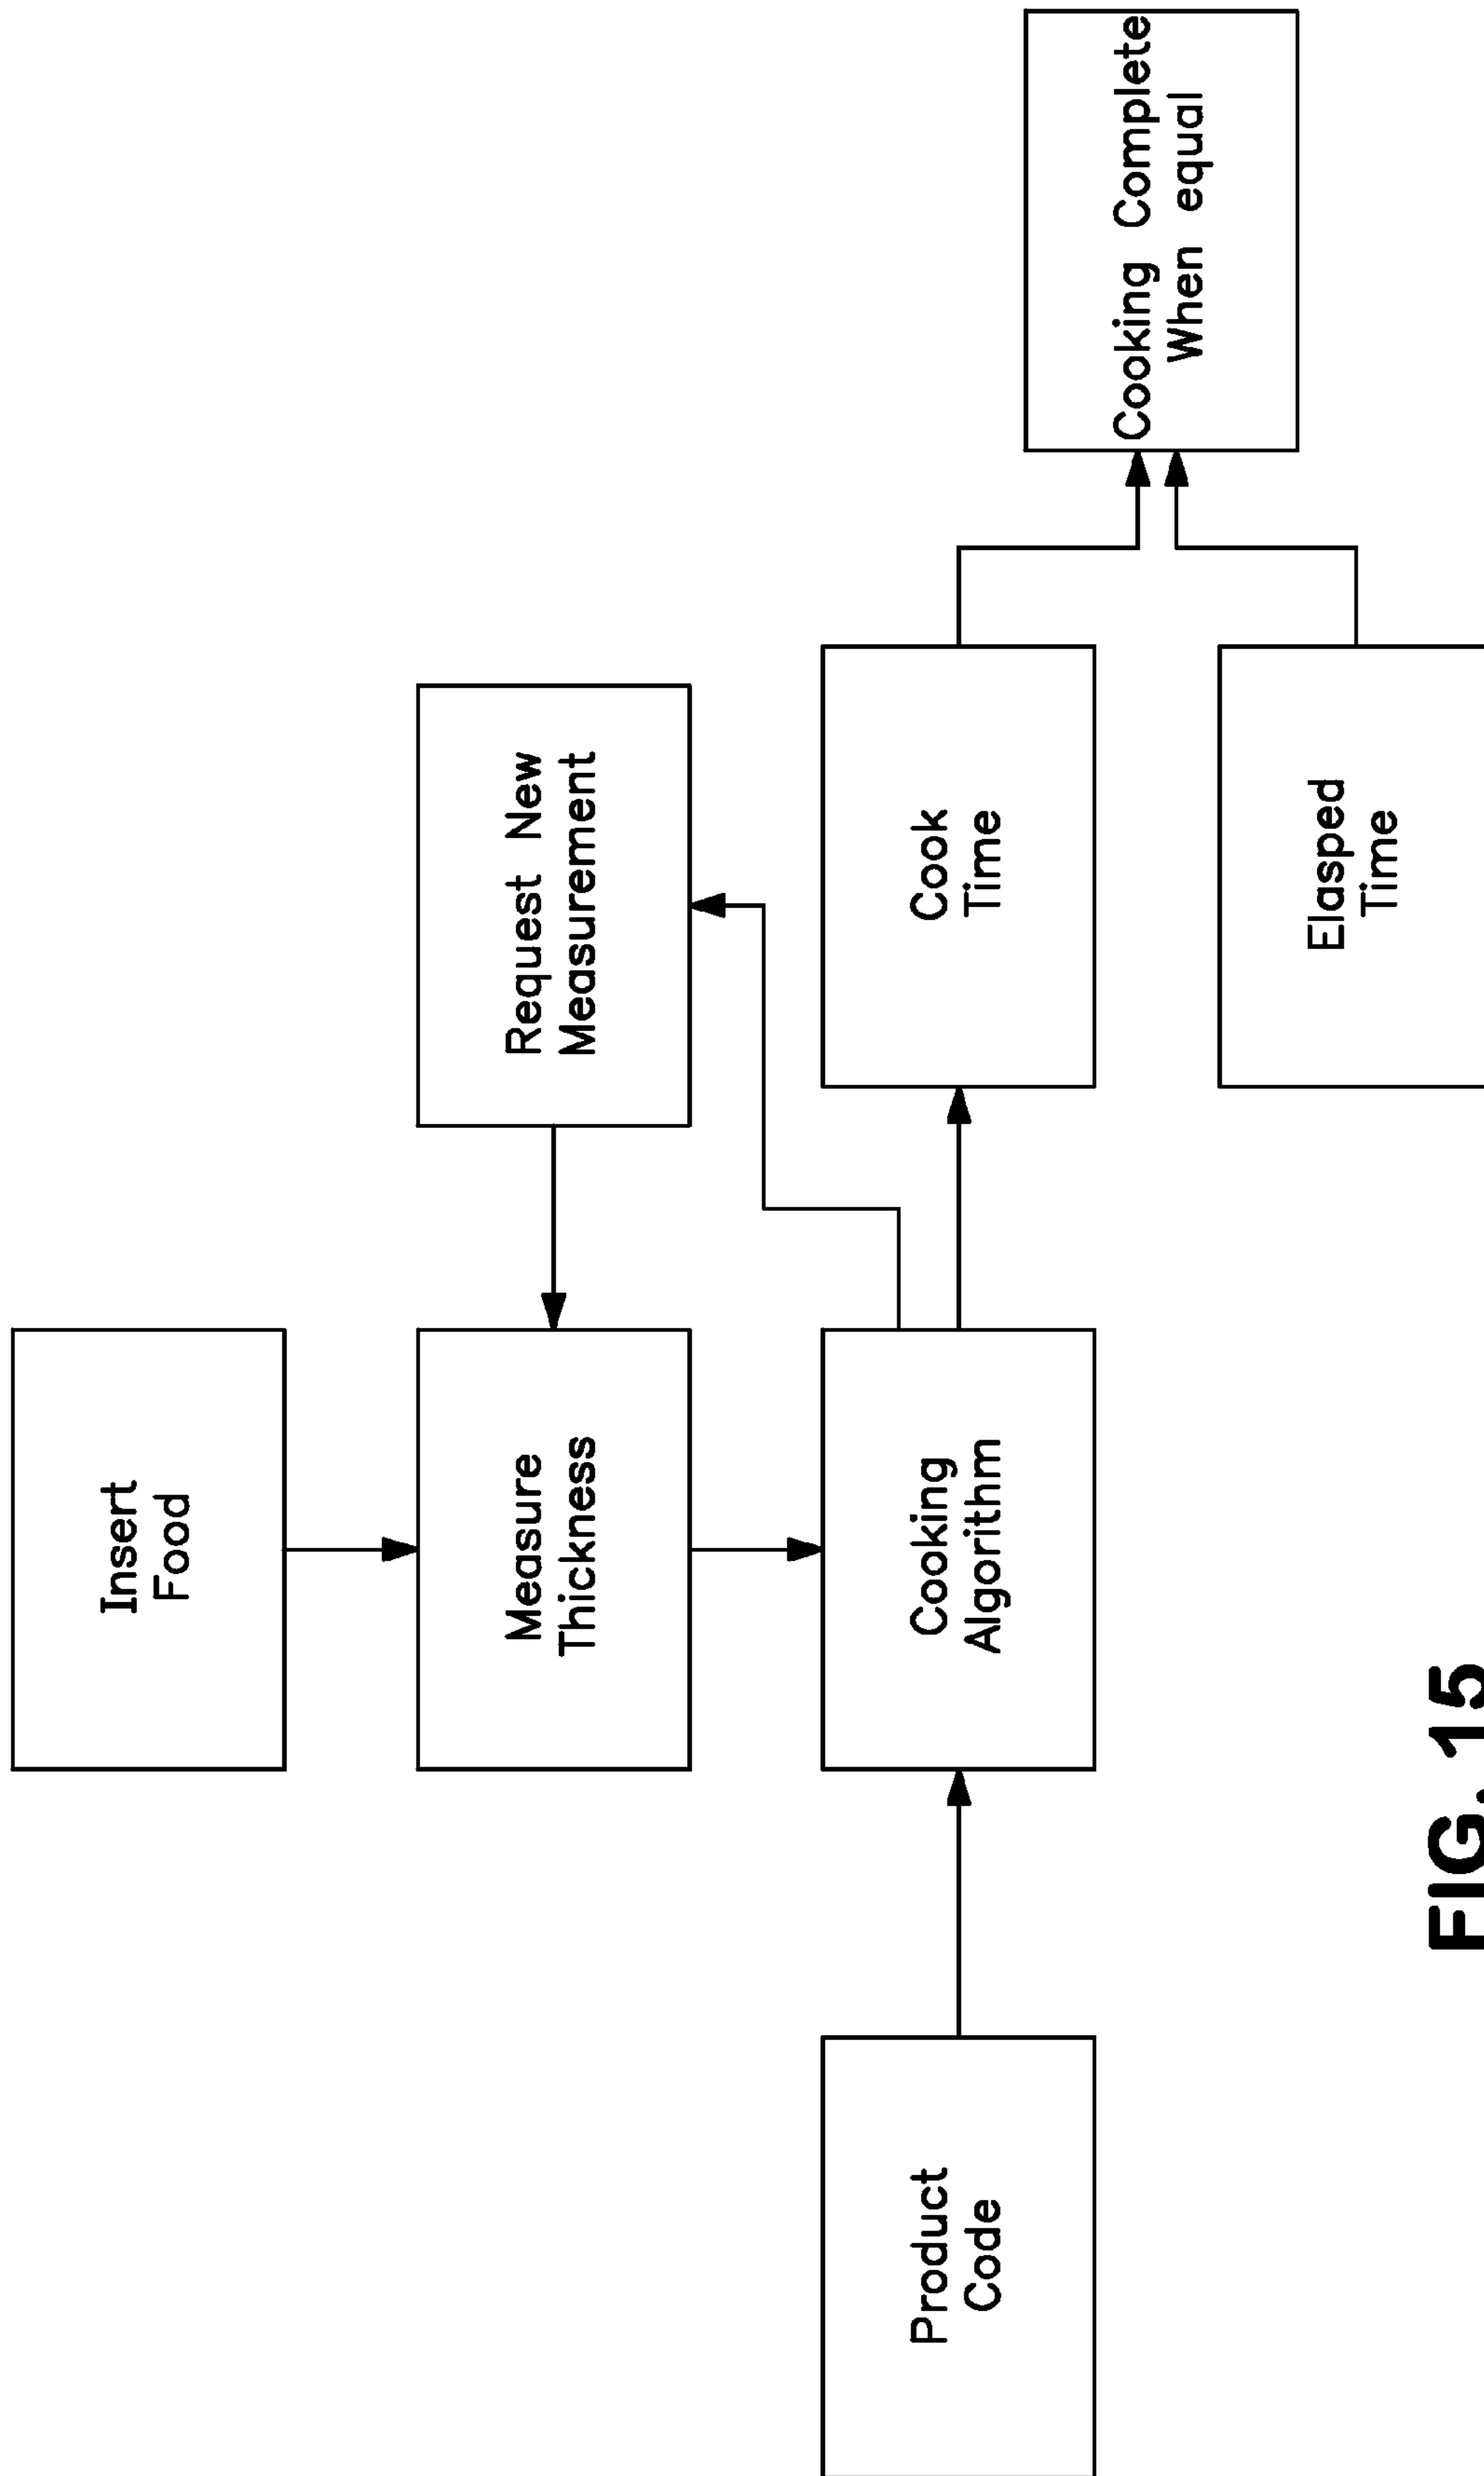 Insert
Food
Measure
Thickness
Request New
Measurement
Product
Code
Cooking
Algorithm
Cook
Time
Cooking Complete
When equal
Elasped
Time
FIG. 15